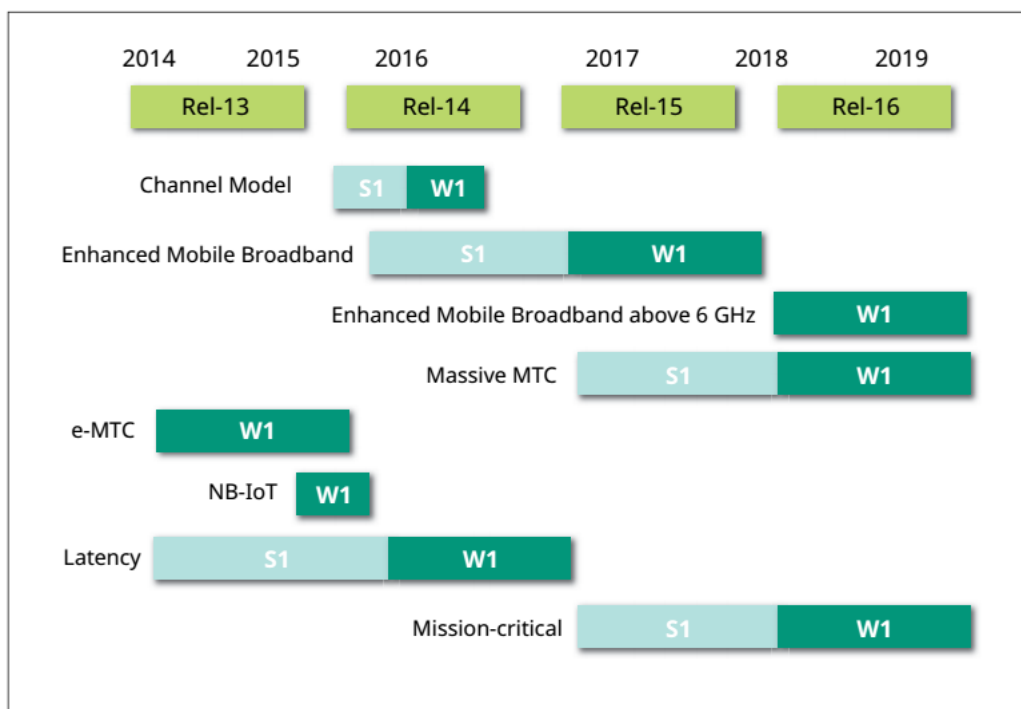 2014 2015 2016 2017 2018 2019
Rel-13 Rel-14 Rel-15 Rel-16
Channel Model S1 W1
Enhanced Mobile Broadband S1 W1
Enhanced Mobile Broadband above 6 GHz W1
Massive MTC S1 W1
e-MTC W1
NB-IoT W1
Latency S1 W1
Mission-critical S1 W1